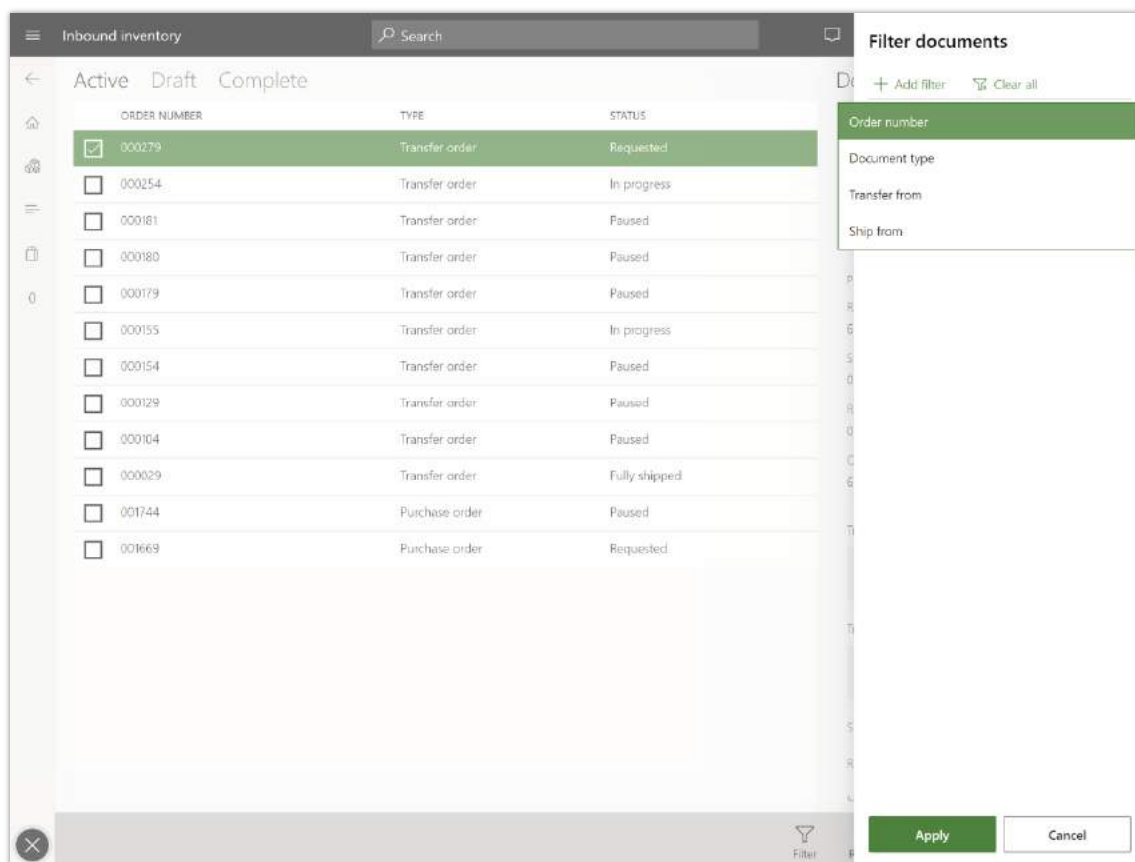 Inbound inventory
Search
Filter documents
Active Draft Complete
Add filter Clear all
ORDER NUMBER TYPE STATUS
Order number
Document type
Transfer from
Ship from
000279 Transfer order Requested
000254 Transfer order In progress
000181 Transfer order Paused
000180 Transfer order Paused
000179 Transfer order Paused
000155 Transfer order In progress
000154 Transfer order Paused
000129 Transfer order Paused
000104 Transfer order Paused
000029 Transfer order Fully shipped
001744 Purchase order Paused
001669 Purchase order Requested
0
Filter
Apply
Cancel